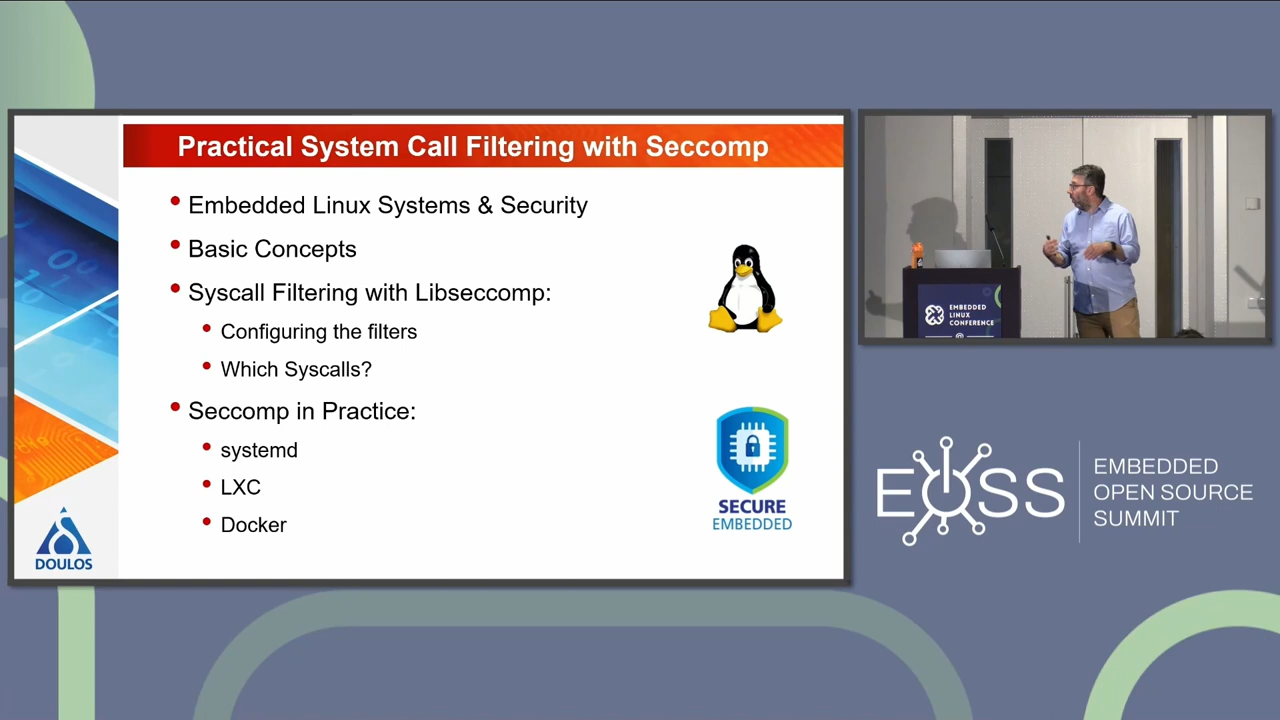 Practical System Call Filtering with Seccomp
Embedded Linux Systems & Security
Basic Concepts
Syscall Filtering with Libseccomp:
Configuring the filters
Which Syscalls?
Seccomp in Practice:
systemd
LXC
Docker
SECURE
EMBEDDED
DOULOS
EMBEDDED
LINUX
CONFERENCE
EOSS
EMBEDDED
OPEN SOURCE
SUMMIT